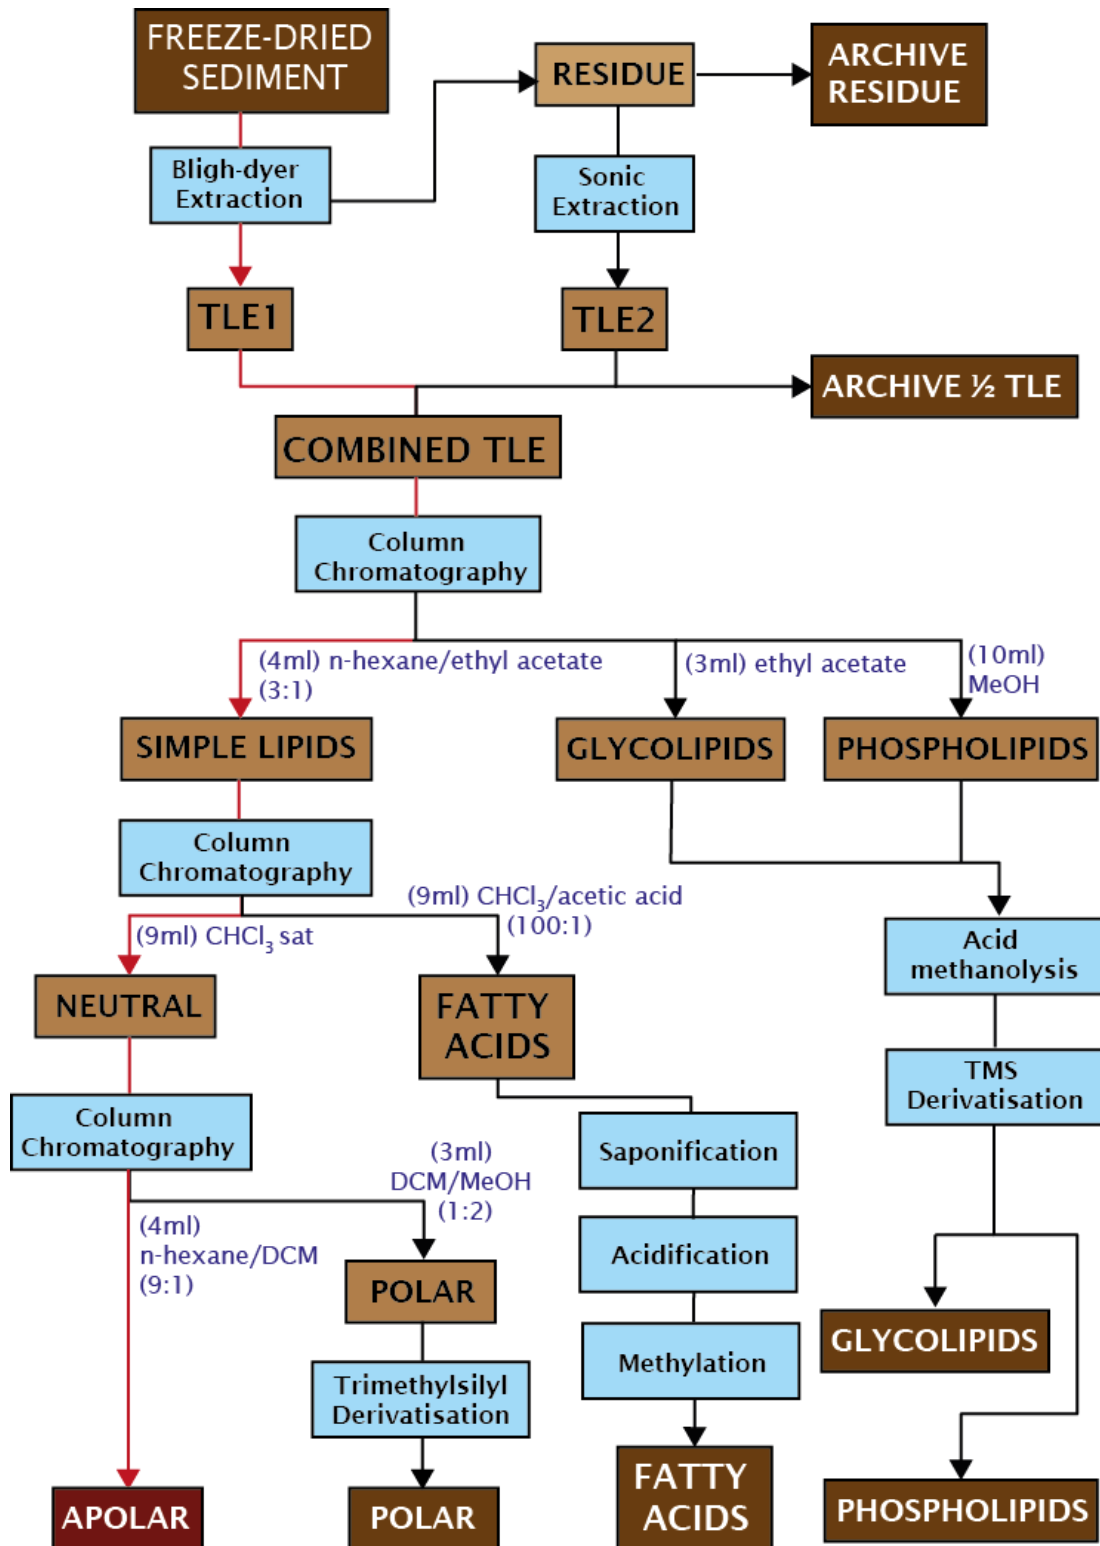 FREEZE-DRIED
SEDIMENT
RESIDUE
ARCHIVE
RESIDUE
Bligh-dyer
Extraction
Sonic
Extraction
TLE1
TLE2
ARCHIVE ½ TLE
COMBINED TLE
Column
Chromatography
(4ml) n-hexane/ethyl acetate
(3:1)
(3ml) ethyl acetate
(10ml)
MeOH
SIMPLE LIPIDS
GLYCOLIPIDS
PHOSPHOLIPIDS
Column
Chromatography
(9ml) CHCl₃ sat
(9ml) CHCl₃/acetic acid
(100:1)
Acid
methanolysis
NEUTRAL
FATTY
ACIDS
TMS
Derivatisation
Column
Chromatography
(3ml)
DCM/MeOH
(1:2)
Saponification
(4ml)
n-hexane/DCM
(9:1)
Acidification
POLAR
GLYCOLIPIDS
Methylation
Trimethylsilyl
Derivatisation
APOLAR
POLAR
FATTY
ACIDS
PHOSPHOLIPIDS